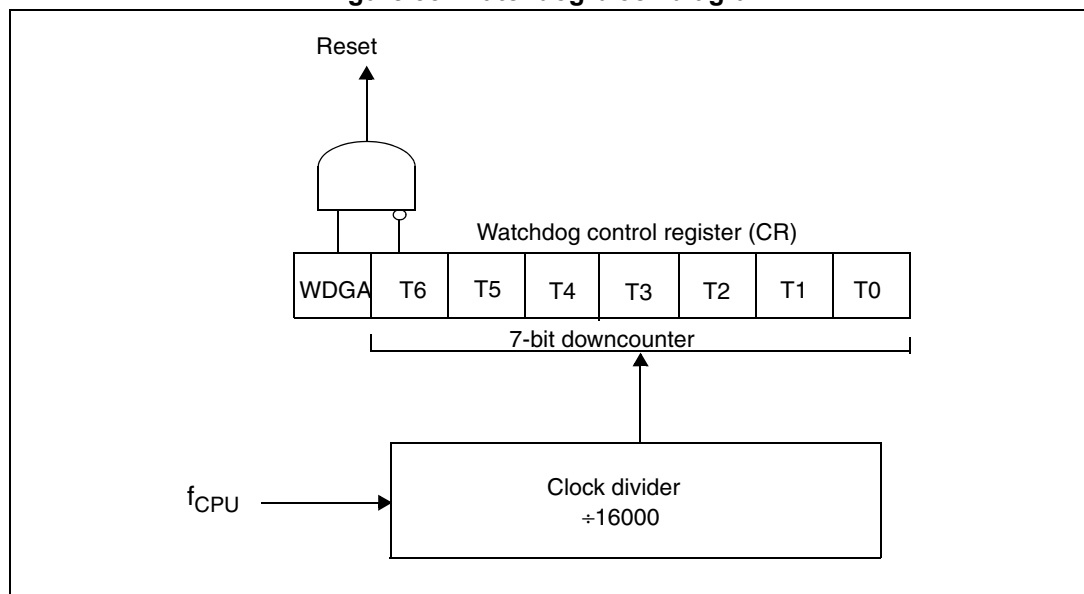 Reset
Watchdog control register (CR)
WDGA T6 T5 T4 T3 T2 T1 T0
7-bit downcounter
fCPU
Clock divider
÷16000